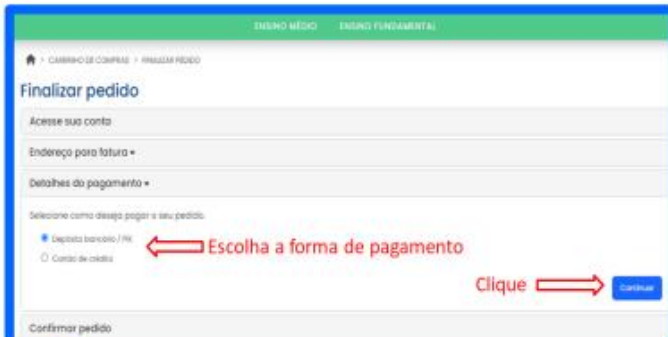 ENSINO MÉDIO ENSINO FUNDAMENTAL
> CARRINHO DE COMPRAS > FINALIZAR PEDIDO
Finalizar pedido
Acesse sua conta
Endereço para fatura
Detalhes do pagamento
Selecione como deseja pagar o seu pedido.
Depósito bancário / PIX
Escolha a forma de pagamento
Cartão de crédito
Clique
Continuar
Confirmar pedido